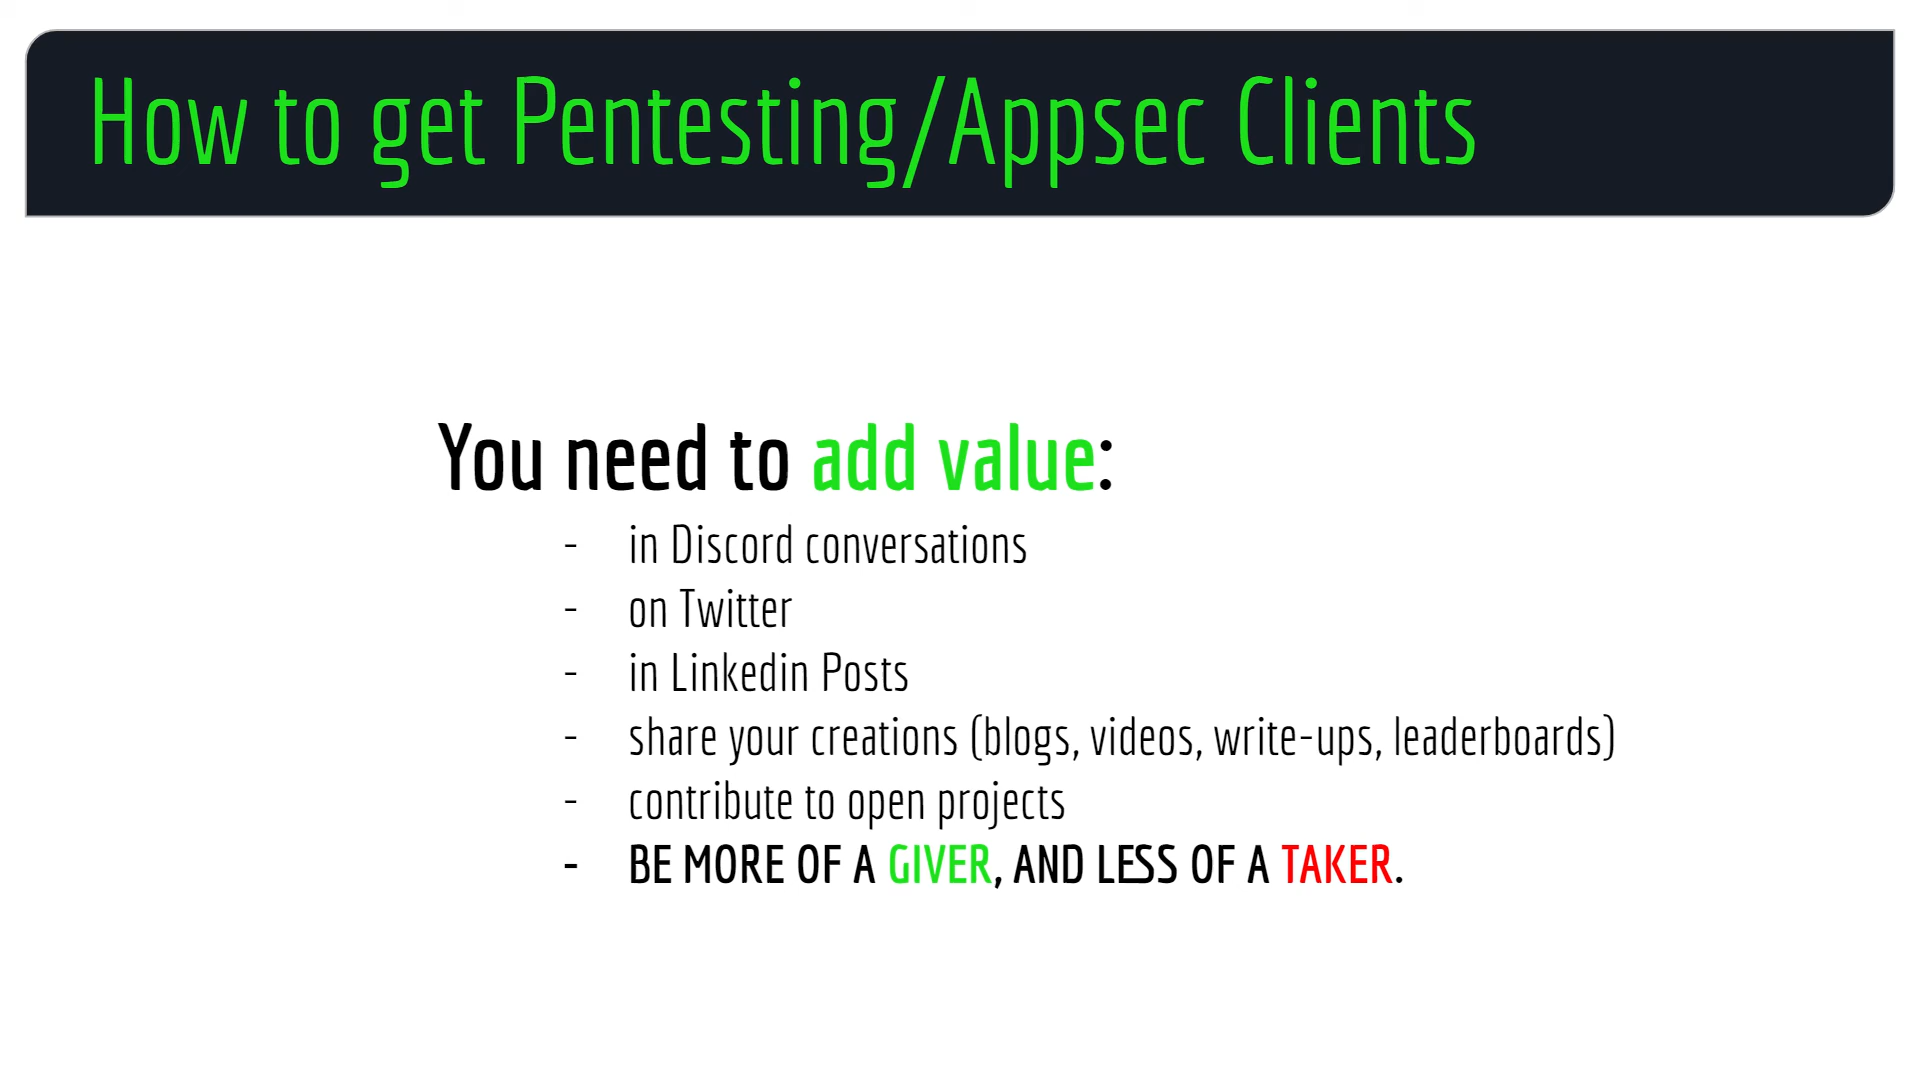 How to get Pentesting/Appsec Clients
You need to add value:
- in Discord conversations
- on Twitter
- in Linkedin Posts
- share your creations (blogs, videos, write-ups, leaderboards)
- contribute to open projects
- BE MORE OF A GIVER, AND LESS OF A TAKER.